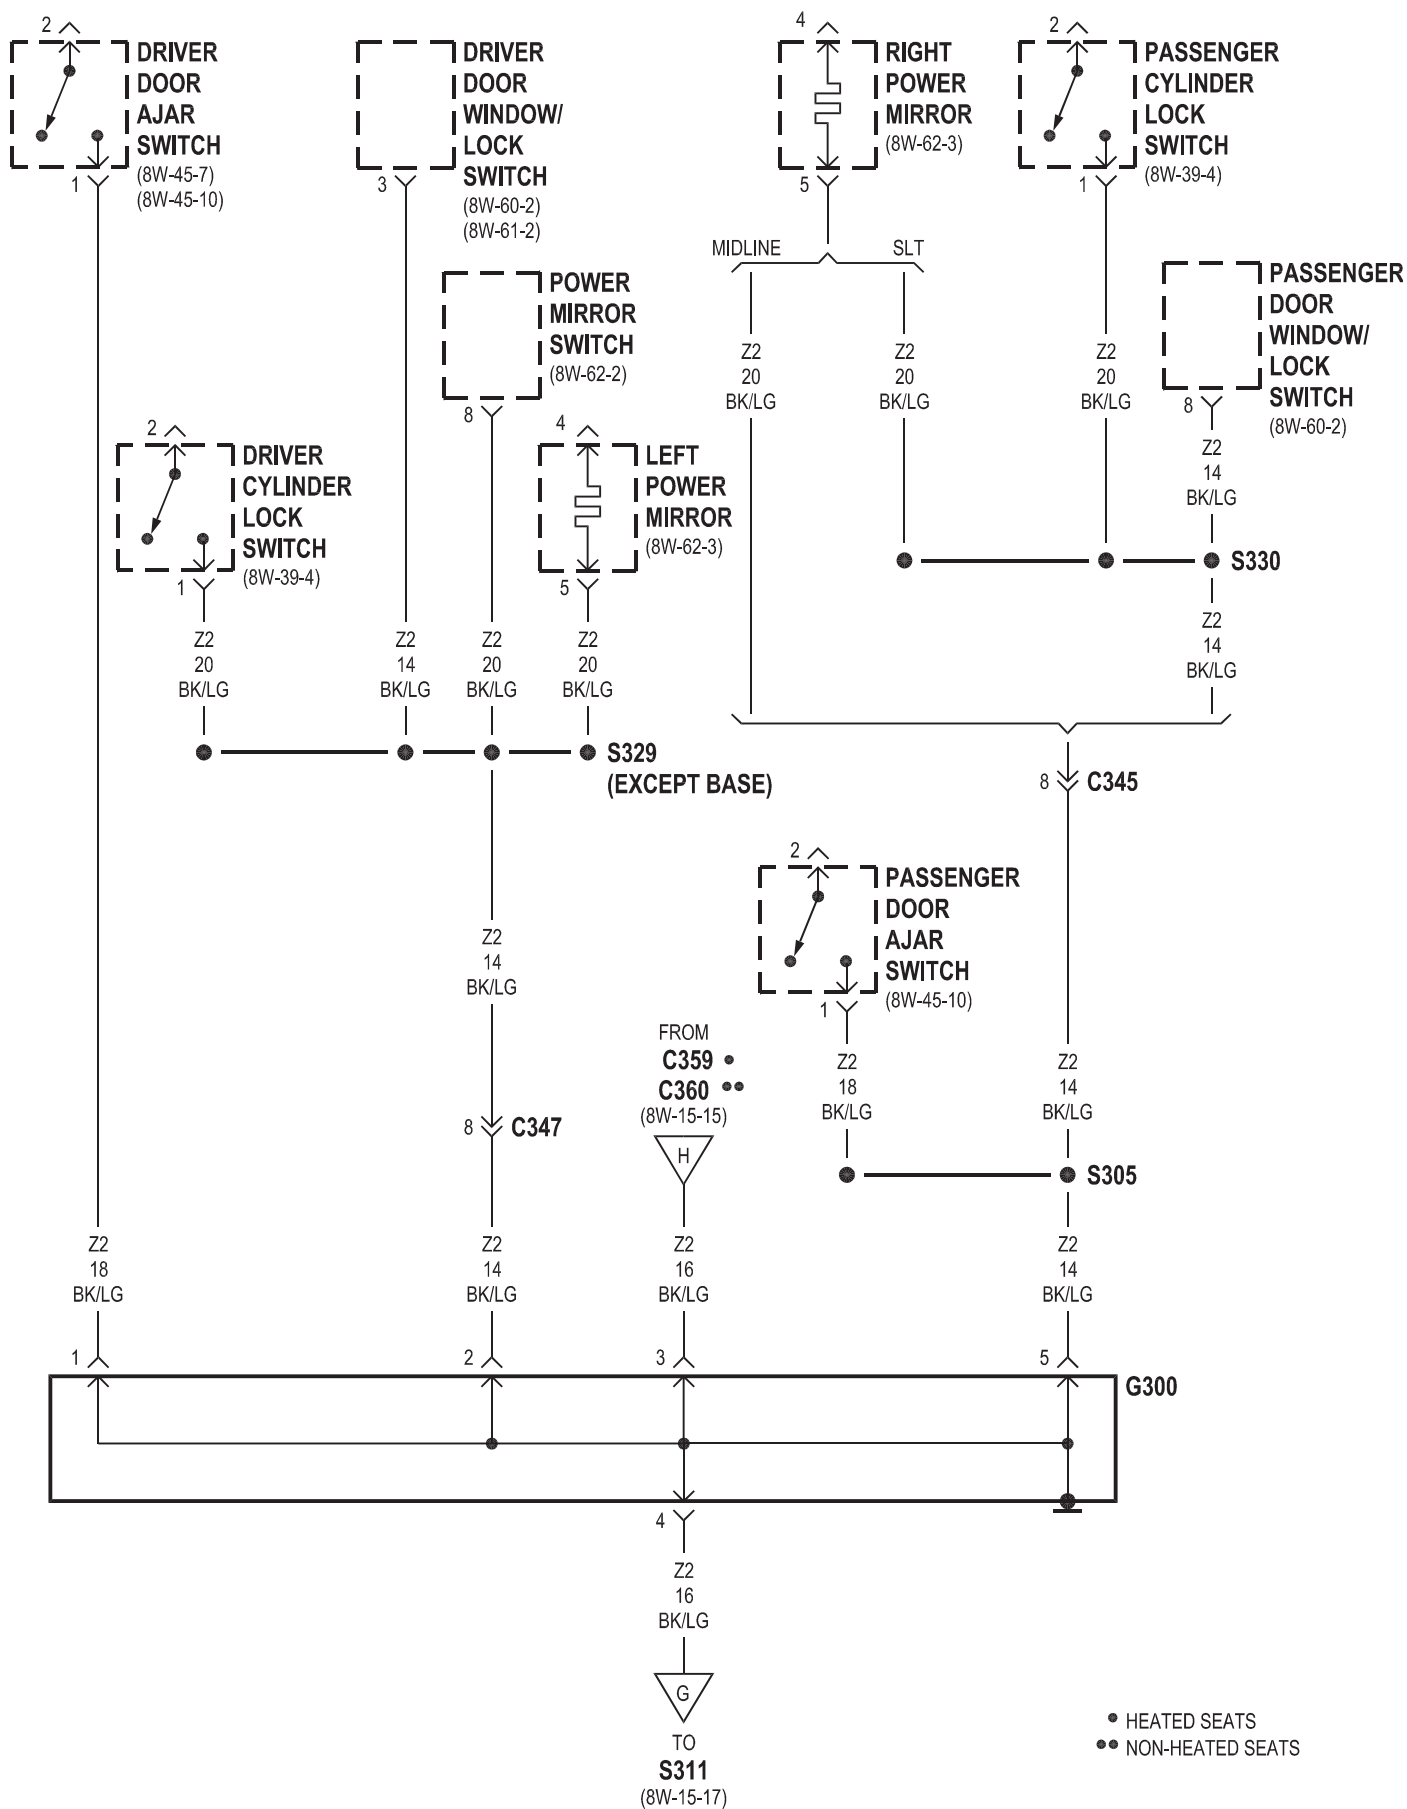 2
DRIVER
DOOR
AJAR
SWITCH
(8W-45-7)
(8W-45-10)
1
DRIVER
DOOR
WINDOW/
LOCK
SWITCH
(8W-60-2)
(8W-61-2)
3
4
RIGHT
POWER
MIRROR
(8W-62-3)
5
2
PASSENGER
CYLINDER
LOCK
SWITCH
(8W-39-4)
1
MIDLINE
SLT
POWER
MIRROR
SWITCH
(8W-62-2)
8
PASSENGER
DOOR
WINDOW/
LOCK
SWITCH
(8W-60-2)
8
Z2
20
BK/LG
Z2
20
BK/LG
Z2
20
BK/LG
Z2
14
BK/LG
2
DRIVER
CYLINDER
LOCK
SWITCH
(8W-39-4)
1
4
LEFT
POWER
MIRROR
(8W-62-3)
5
S330
Z2
20
BK/LG
Z2
14
BK/LG
Z2
20
BK/LG
Z2
20
BK/LG
Z2
14
BK/LG
S329
(EXCEPT BASE)
8
C345
2
PASSENGER
DOOR
AJAR
SWITCH
(8W-45-10)
1
Z2
14
BK/LG
FROM
C359 •
C360 ••
(8W-15-15)
H
Z2
18
BK/LG
Z2
14
BK/LG
8
C347
S305
Z2
18
BK/LG
Z2
14
BK/LG
Z2
16
BK/LG
Z2
14
BK/LG
1
2
3
5
G300
4
Z2
16
BK/LG
G
TO
S311
(8W-15-17)
• HEATED SEATS
•• NON-HEATED SEATS